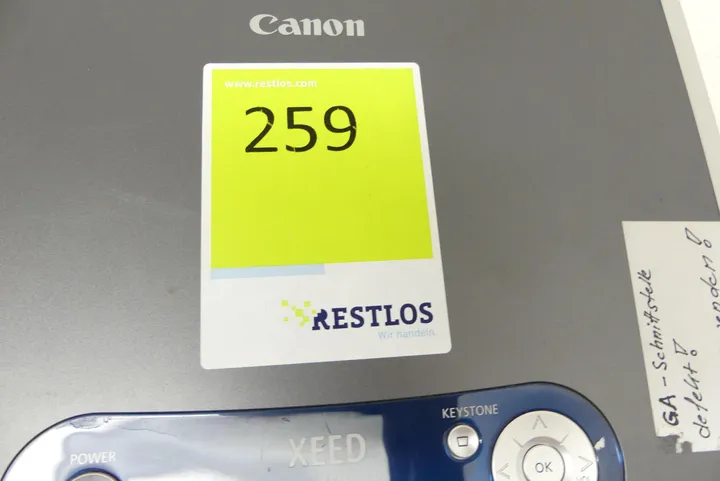 Canon
www.restlos.com
259
RESTLOS
Wir handeln.
GA - Schnittstelle
defekt!
KEYSTONE
POWER
XEED
OK